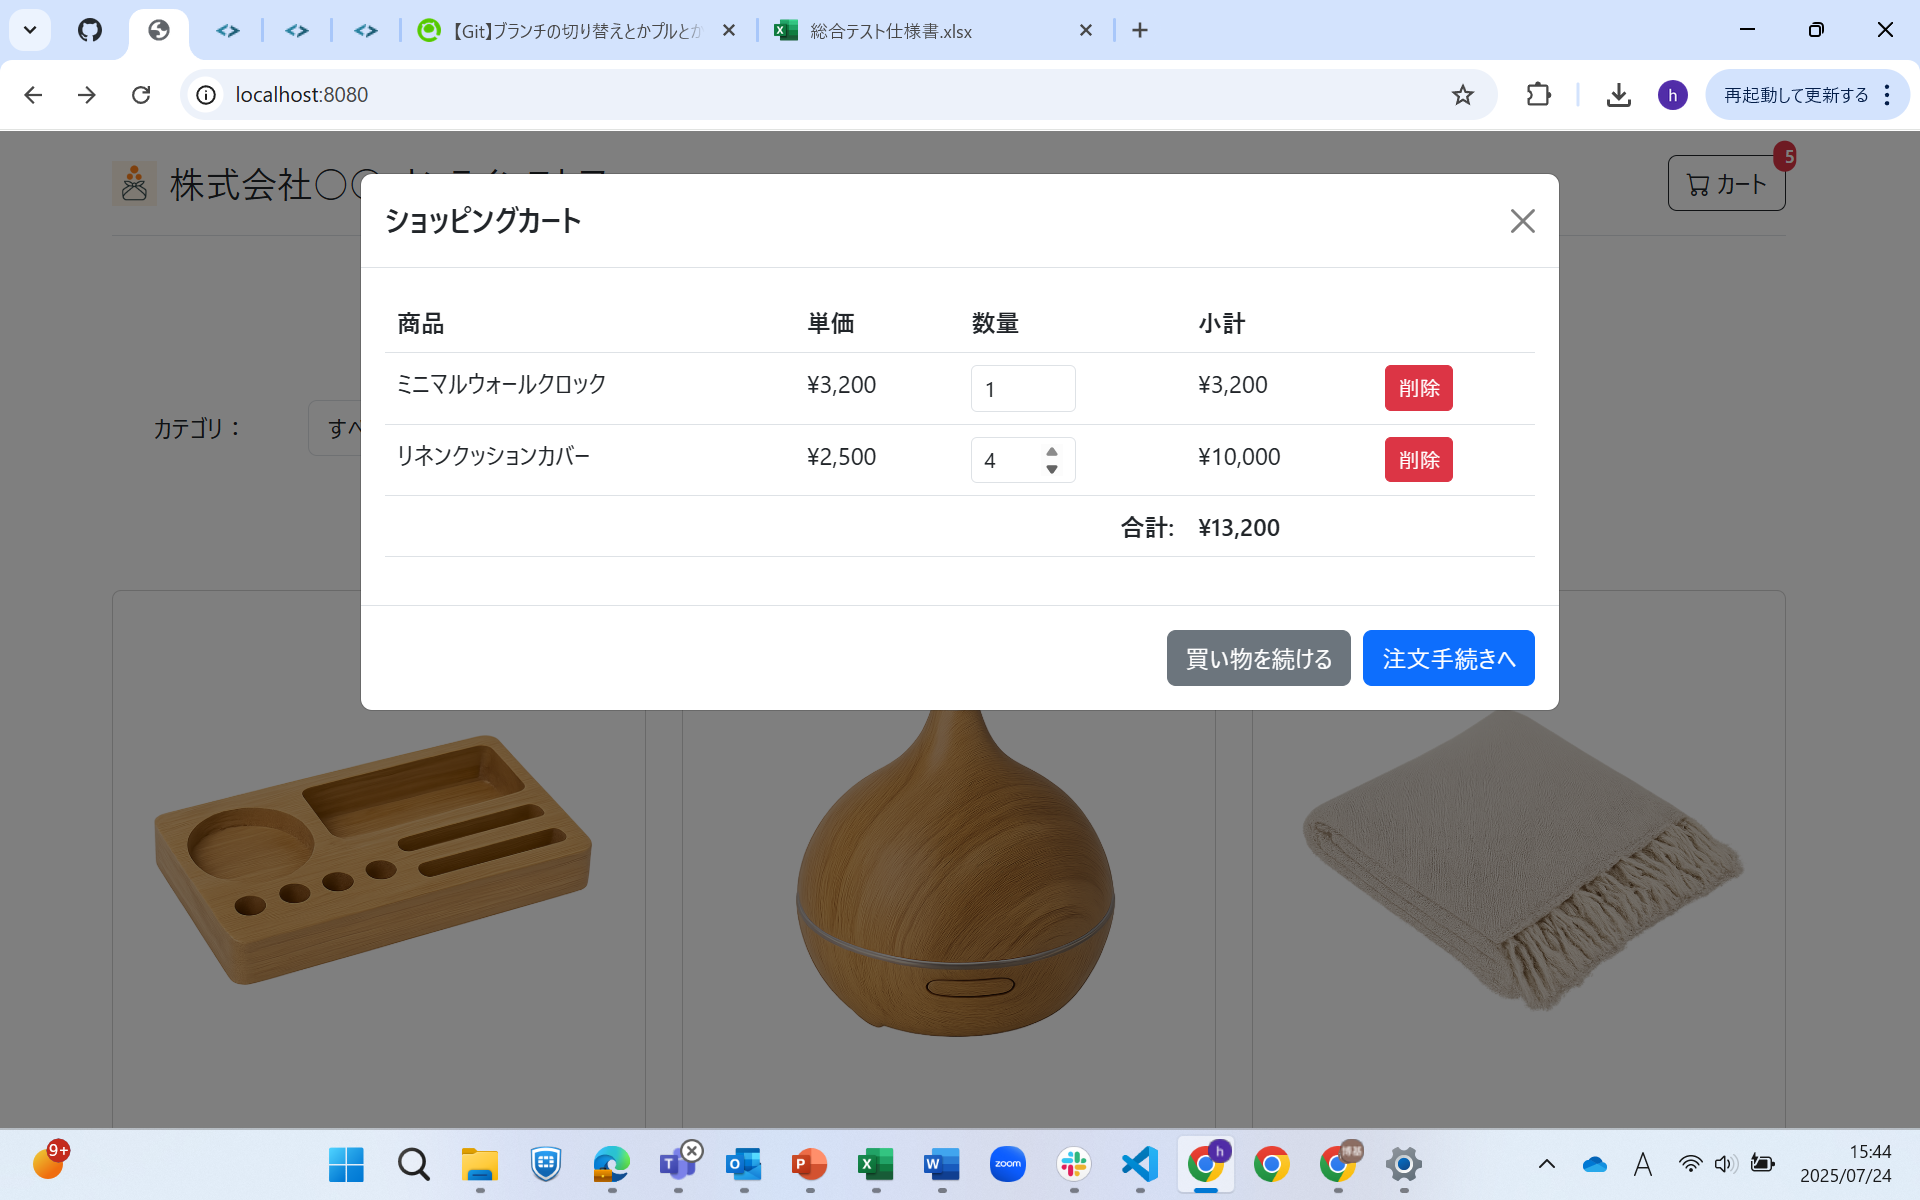 【Git】ブランチの切り替えとかプルとか
総合テスト仕様書.xlsx
localhost:8080
h
再起動して更新する
株式会社〇〇
カート
5
ショッピングカート
商品 単価 数量 小計
ミニマルウォールクロック ¥3,200 1 ¥3,200 削除
カテゴリ： すべ
リネンクッションカバー ¥2,500 4 ¥10,000 削除
合計: ¥13,200
買い物を続ける 注文手続きへ
9+
zoom
h
A
15:44
2025/07/24